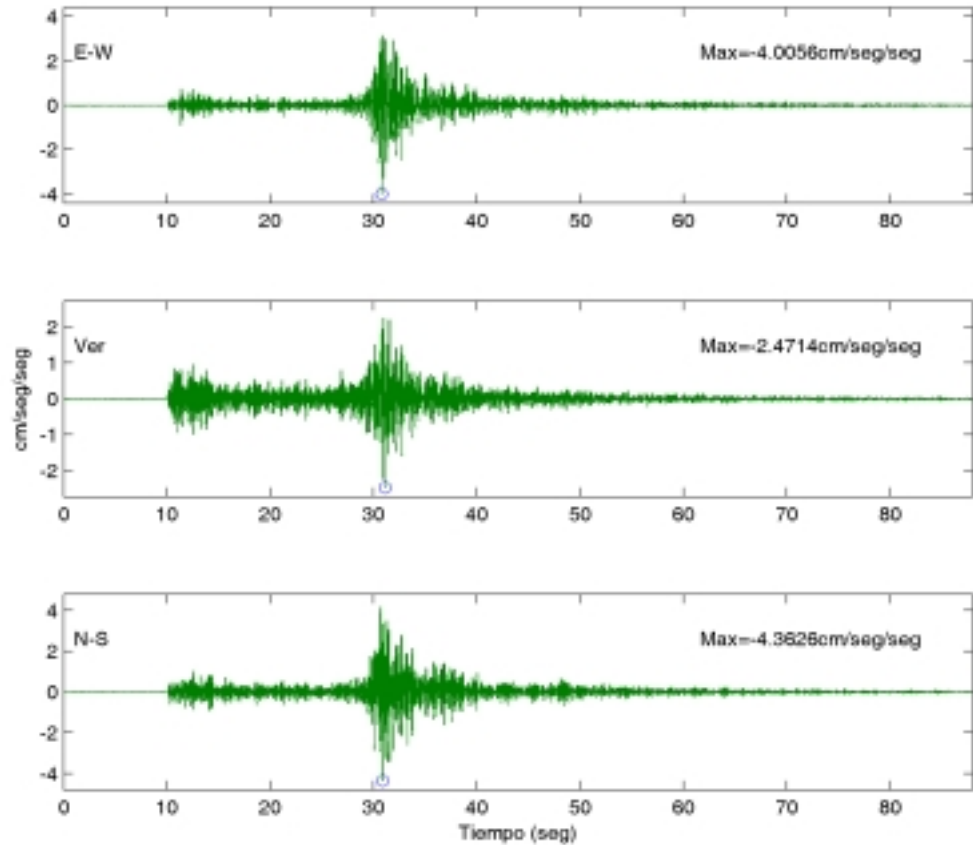 4
E-W
Max=-4.0056cm/seg/seg
2
0
-2
-4
0 10 20 30 40 50 60 70 80
2
Ver
Max=-2.4714cm/seg/seg
1
0
-1
-2
cm/seg/seg
0 10 20 30 40 50 60 70 80
4
N-S
Max=-4.3626cm/seg/seg
2
0
-2
-4
0 10 20 30 40 50 60 70 80
Tiempo (seg)